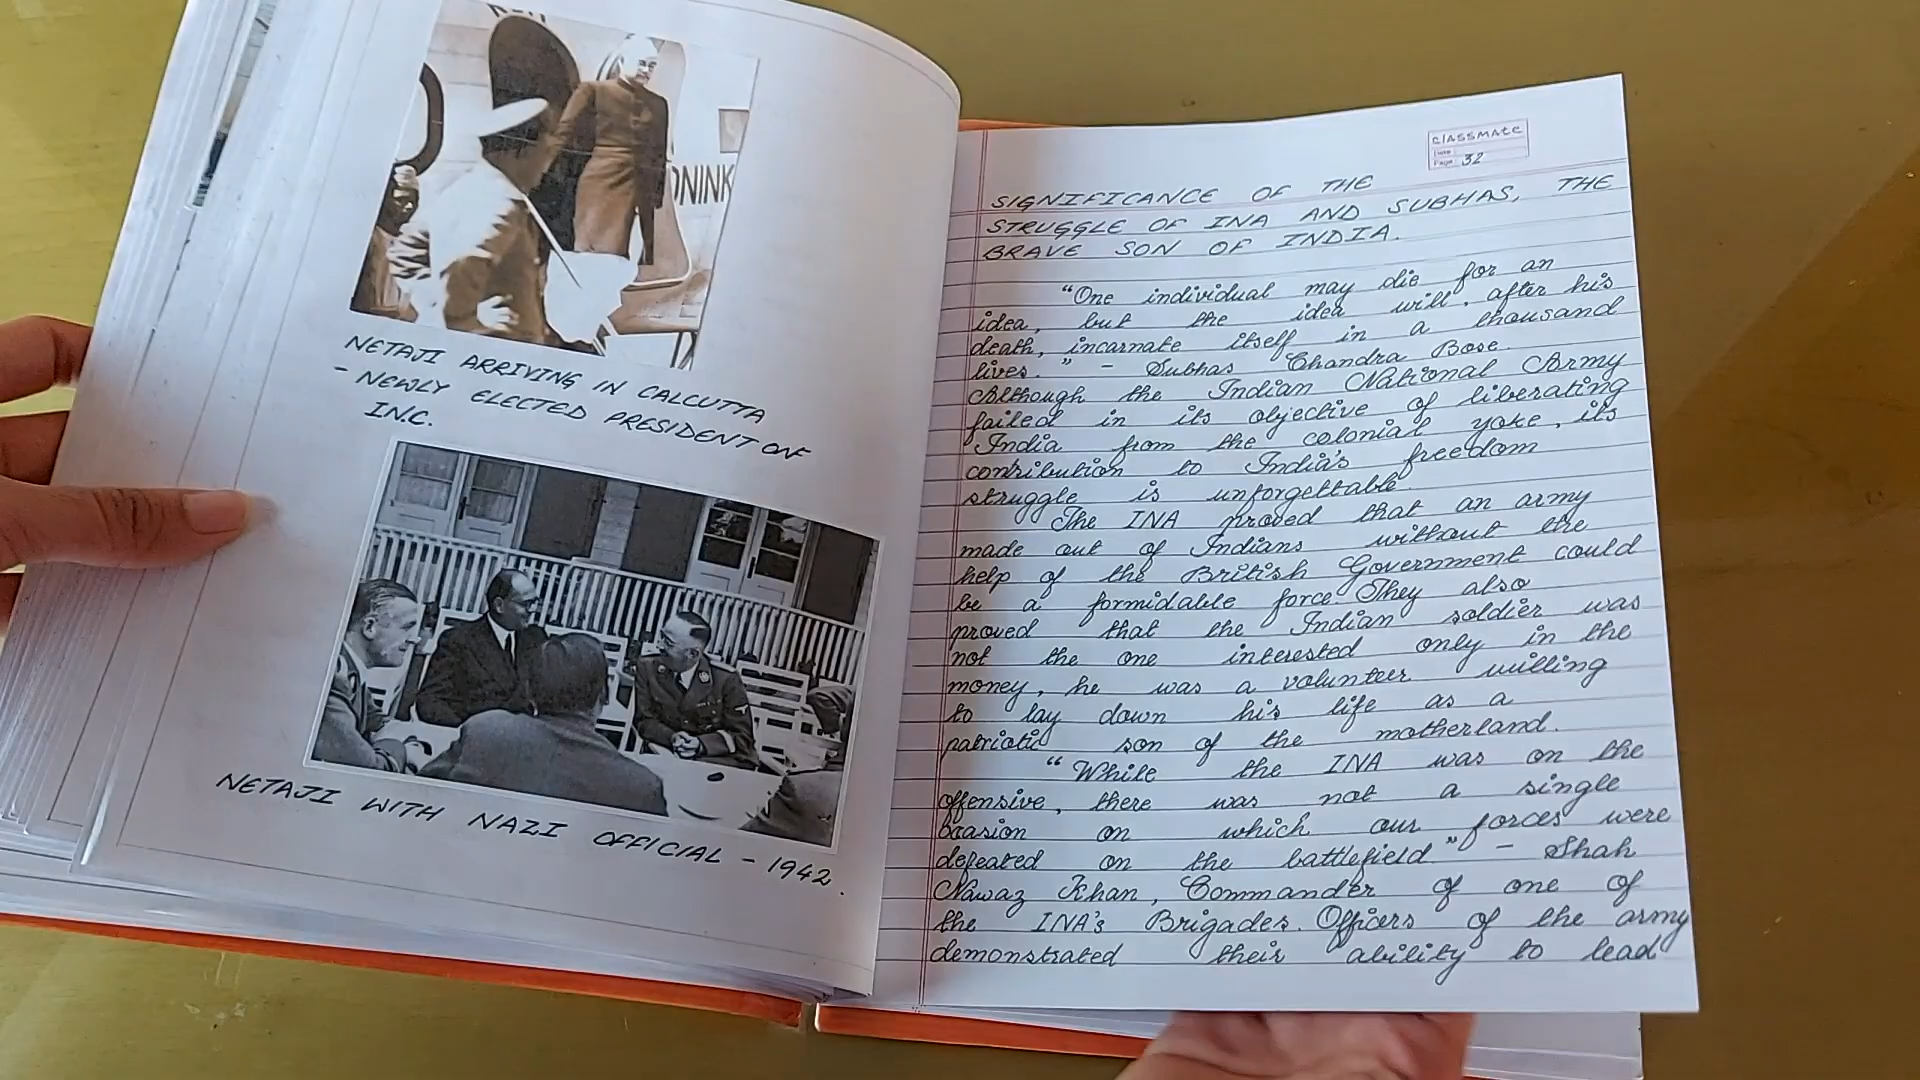 NINK
NETAJI ARRIVING IN CALCUTTA
- NEWLY ELECTED PRESIDENT OF
IN.C.
NETAJI WITH NAZI OFFICIAL - 1942.
classmate
Date
Page 32
SIGNIFICANCE OF THE
STRUGGLE OF INA AND SUBHAS, THE
BRAVE SON OF INDIA.
"One individual may die for an
idea, but the idea will, after his
death, incarnate itself in a thousand
lives." - Subhas Chandra Bose.
Although the Indian National Army
failed in its objective of liberating
India from the colonial yoke, its
contribution to India's freedom
struggle is unforgettable.
The INA proved that an army
made out of Indians without the
help of the British Government could
be a formidable force. They also
proved that the Indian soldier was
not the one interested only in the
money, he was a volunteer willing
to lay down his life as a
patriotic son of the motherland.
"While the INA was on the
offensive, there was not a single
ocasion on which our forces were
defeated on the battlefield" - Shah
Nawaz Khan, Commander of one of
the INA's Brigades. Officers of the army
demonstrated their ability to lead